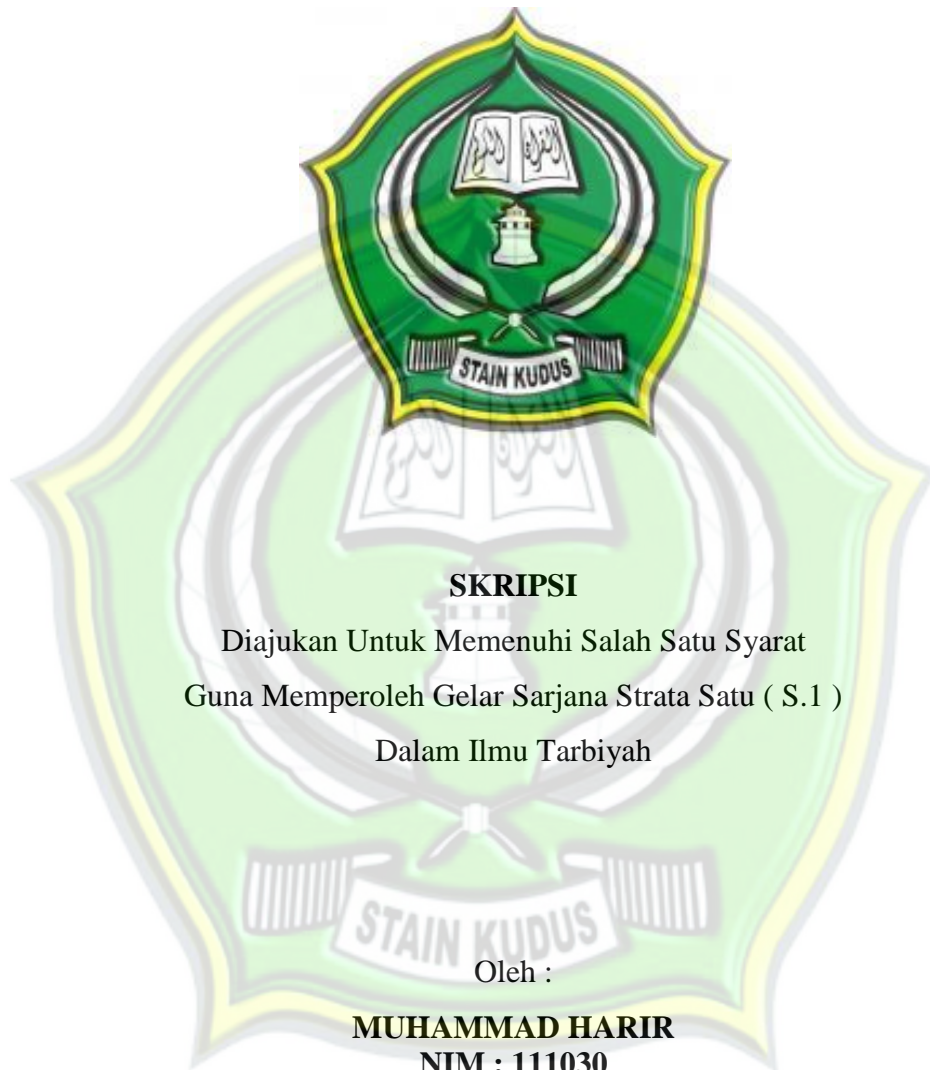 STAIN KUDUS
SKRIPSI
Diajukan Untuk Memenuhi Salah Satu Syarat
Guna Memperoleh Gelar Sarjana Strata Satu ( S.1 )
Dalam Ilmu Tarbiyah
STAIN KUDUS
Oleh :
MUHAMMAD HARIR
NIM : 111030